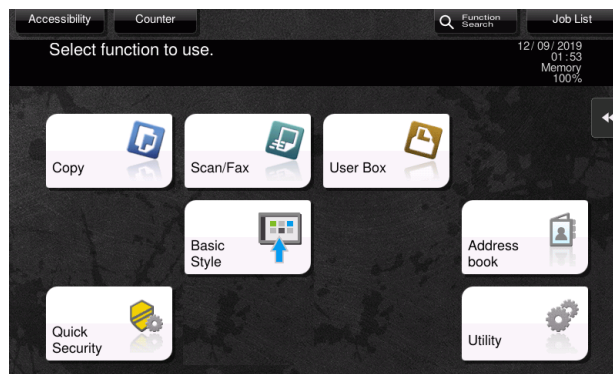 Accessibility
Counter
Function
Search
Job List
Select function to use.
12/09/2019
01:53
Memory
100%
Copy
Scan/Fax
User Box
Basic
Style
Address
book
Quick
Security
Utility